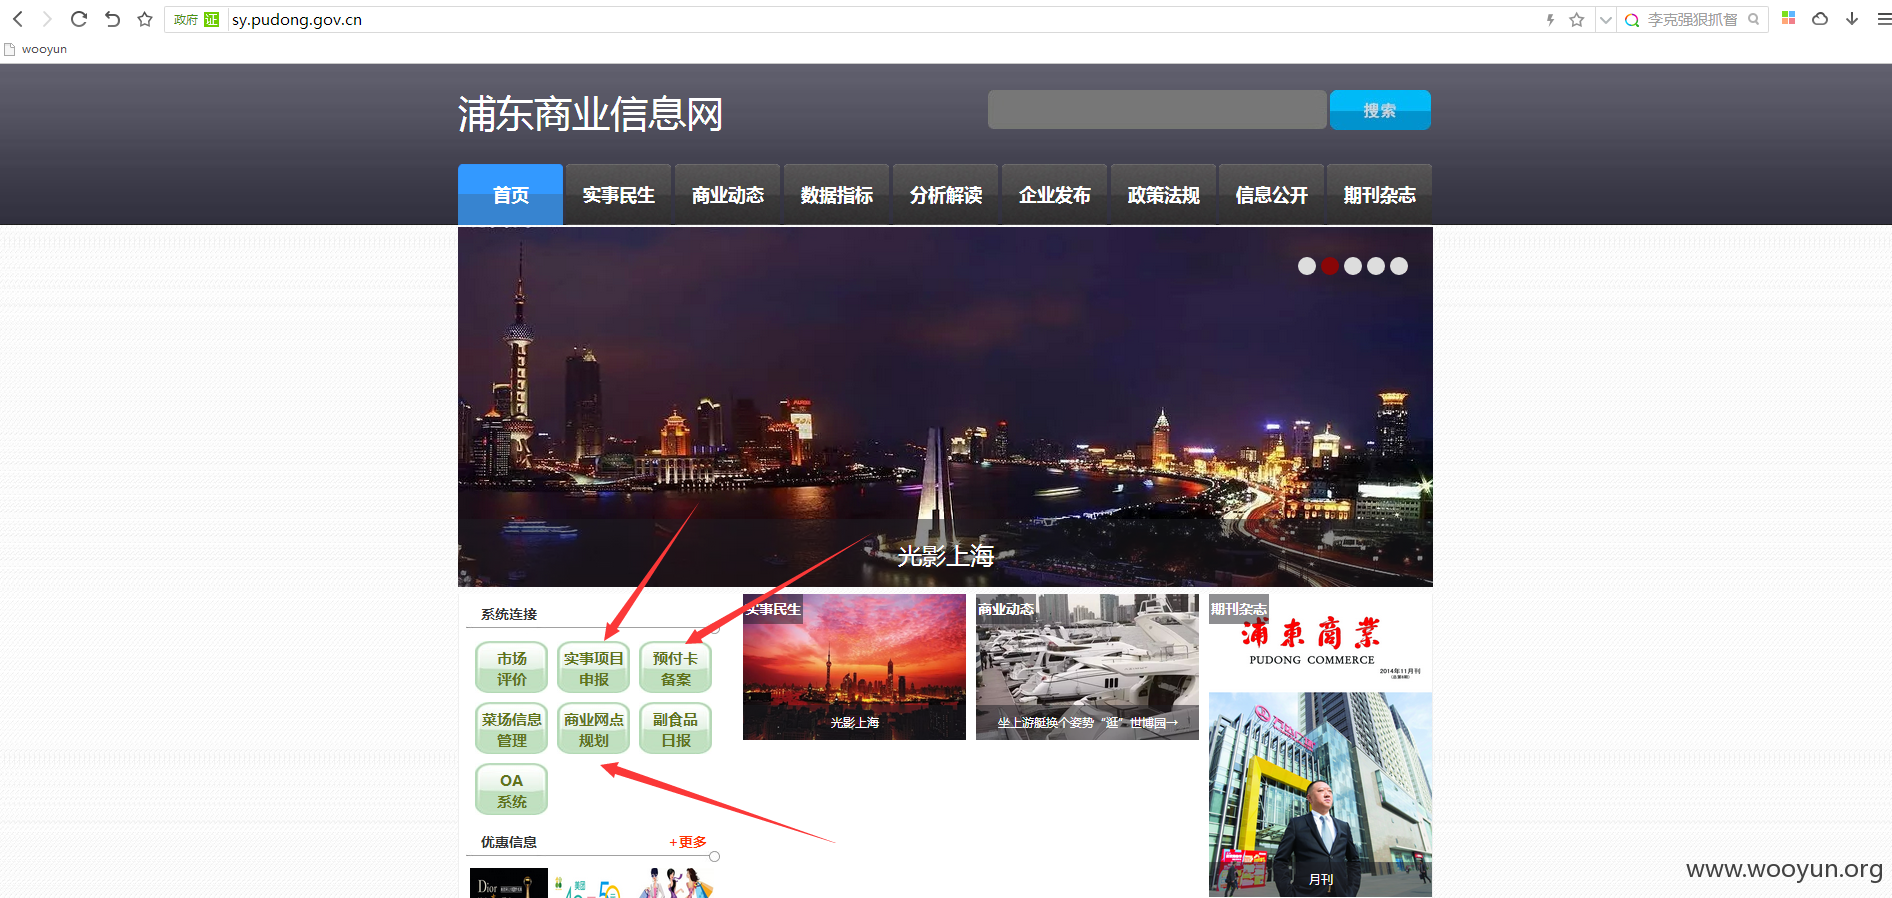 政府 证 sy.pudong.gov.cn
李克强狠抓督
wooyun
浦东商业信息网
搜索
首页 实事民生 商业动态 数据指标 分析解读 企业发布 政策法规 信息公开 期刊杂志
光影上海
系统连接
市场
评价
实事项目
申报
预付卡
备案
菜场信息
管理
商业网点
规划
副食品
日报
OA
系统
优惠信息
+更多
Dior
实事民生
光影上海
商业动态
坐上游艇换个姿势“逛”世博园→
期刊杂志
浦東商業
PUDONG COMMERCE
2014年11月刊
月刊
www.wooyun.org